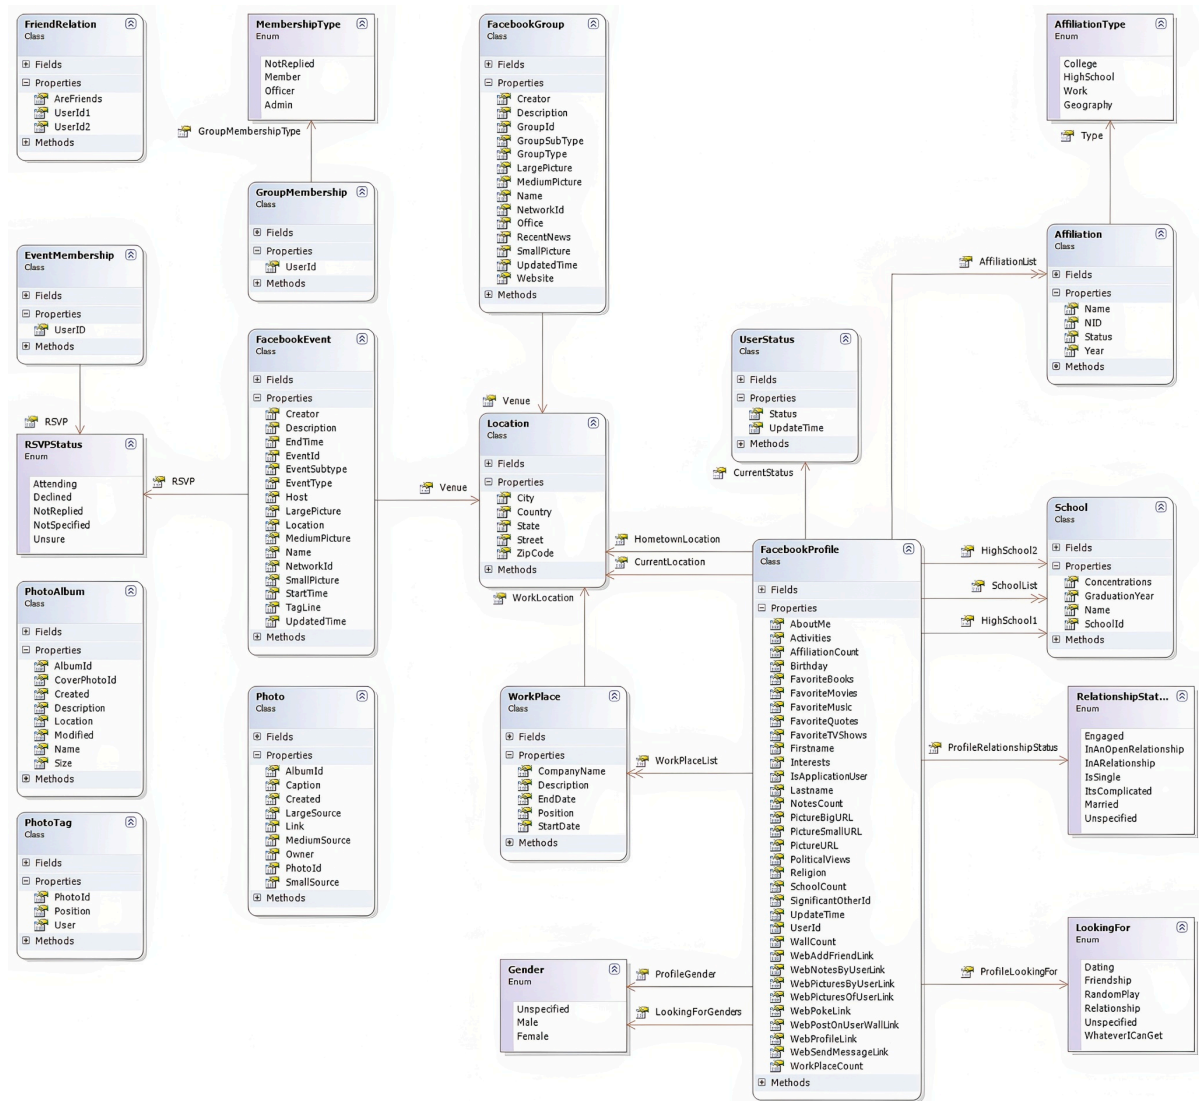 FriendRelation
Class
Fields
Properties
AreFriends
UserId1
UserId2
Methods
MembershipType
Enum
NotReplied
Member
Officer
Admin
GroupMembershipType
GroupMembership
Class
Fields
Properties
UserId
Methods
FacebookGroup
Class
Fields
Properties
Creator
Description
GroupId
GroupSubType
GroupType
LargePicture
MediumPicture
Name
NetworkId
Office
RecentNews
SmallPicture
UpdatedTime
Website
Methods
Venue
AffiliationType
Enum
College
HighSchool
Work
Geography
Type
Affiliation
Class
Fields
Properties
Name
NID
Status
Year
Methods
AffiliationList
EventMembership
Class
Fields
Properties
UserID
Methods
RSVP
RSVPStatus
Enum
Attending
Declined
NotReplied
NotSpecified
Unsure
RSVP
FacebookEvent
Class
Fields
Properties
Creator
Description
EndTime
EventId
EventSubtype
EventType
Host
LargePicture
Location
MediumPicture
Name
NetworkId
SmallPicture
StartTime
TagLine
UpdatedTime
Methods
Venue
Location
Class
Fields
Properties
City
Country
State
Street
ZipCode
Methods
WorkLocation
UserStatus
Class
Fields
Properties
Status
UpdateTime
Methods
CurrentStatus
HometownLocation
CurrentLocation
School
Class
Fields
Properties
Concentrations
GraduationYear
Name
SchoolId
Methods
HighSchool2
SchoolList
HighSchool1
PhotoAlbum
Class
Fields
Properties
AlbumId
CoverPhotoId
Created
Description
Location
Modified
Name
Size
Methods
Photo
Class
Fields
Properties
AlbumId
Caption
Created
LargeSource
Link
MediumSource
Owner
PhotoId
SmallSource
Methods
WorkPlace
Class
Fields
Properties
CompanyName
Description
EndDate
Position
StartDate
Methods
WorkPlaceList
FacebookProfile
Class
Fields
Properties
AboutMe
Activities
AffiliationCount
Birthday
FavoriteBooks
FavoriteMovies
FavoriteMusic
FavoriteQuotes
FavoriteTVShows
Firstname
Interests
IsApplicationUser
Lastname
NotesCount
PictureBigURL
PictureSmallURL
PictureURL
PoliticalViews
Religion
SchoolCount
SignificantOtherId
UpdateTime
UserId
WallCount
WebAddFriendLink
WebNotesByUserLink
WebPicturesByUserLink
WebPicturesOfUserLink
WebPokeLink
WebPostOnUserWallLink
WebProfileLink
WebSendMessageLink
WorkPlaceCount
Methods
ProfileRelationshipStatus
RelationshipStat...
Enum
Engaged
InAnOpenRelationship
InARelationship
IsSingle
ItsComplicated
Married
Unspecified
PhotoTag
Class
Fields
Properties
PhotoId
Position
User
Methods
Gender
Enum
Unspecified
Male
Female
ProfileGender
LookingForGenders
ProfileLookingFor
LookingFor
Enum
Dating
Friendship
RandomPlay
Relationship
Unspecified
WhateverICanGet